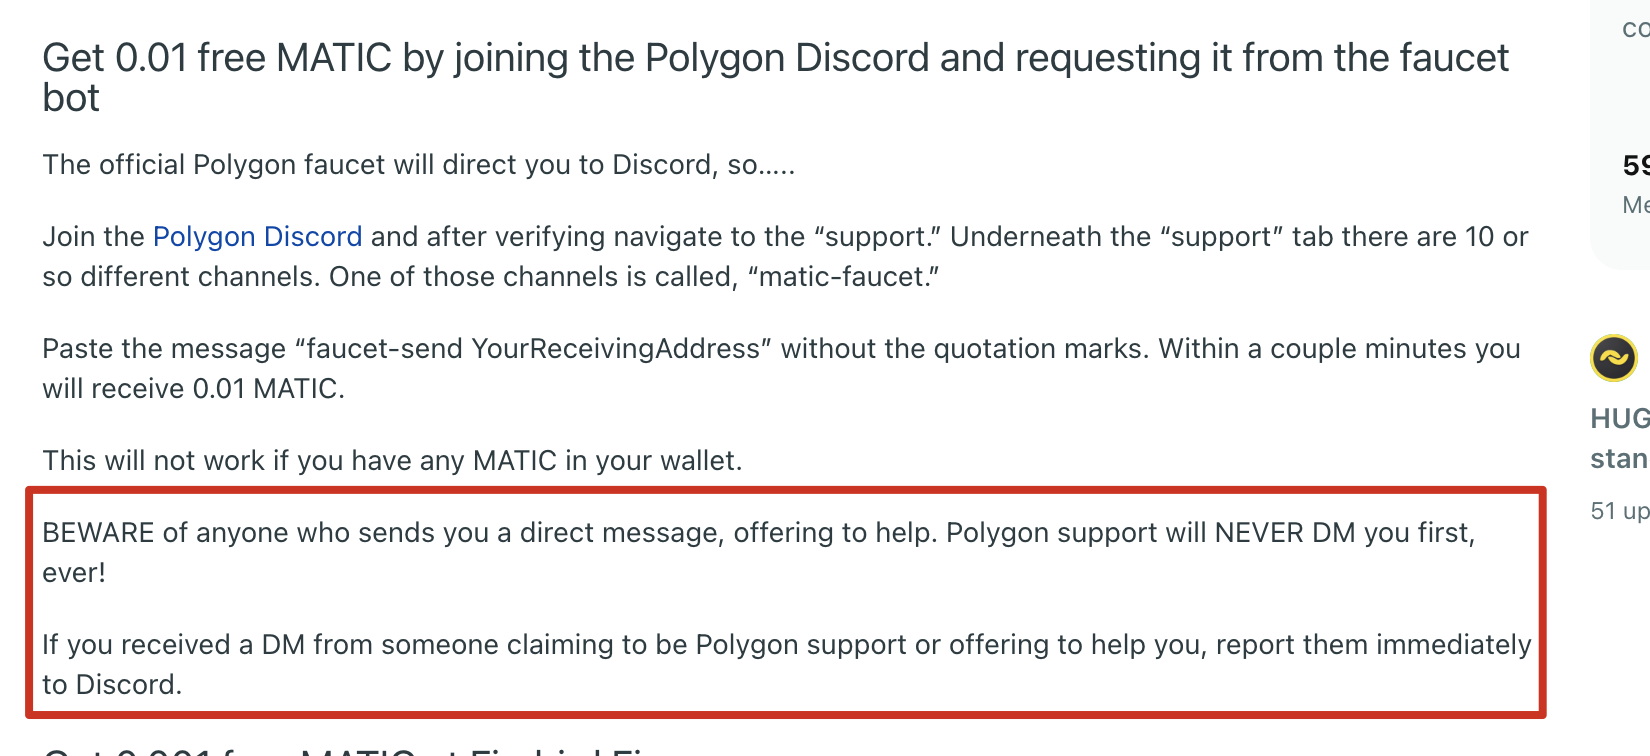 Get 0.01 free MATIC by joining the Polygon Discord and requesting it from the faucet
bot
The official Polygon faucet will direct you to Discord, so.....
Join the Polygon Discord and after verifying navigate to the “support.” Underneath the “support” tab there are 10 or
so different channels. One of those channels is called, “matic-faucet.”
Paste the message “faucet-send YourReceivingAddress” without the quotation marks. Within a couple minutes you
will receive 0.01 MATIC.
This will not work if you have any MATIC in your wallet.
BEWARE of anyone who sends you a direct message, offering to help. Polygon support will NEVER DM you first,
ever!
If you received a DM from someone claiming to be Polygon support or offering to help you, report them immediately
to Discord.
co
59
Me
HUG
stan
51 up